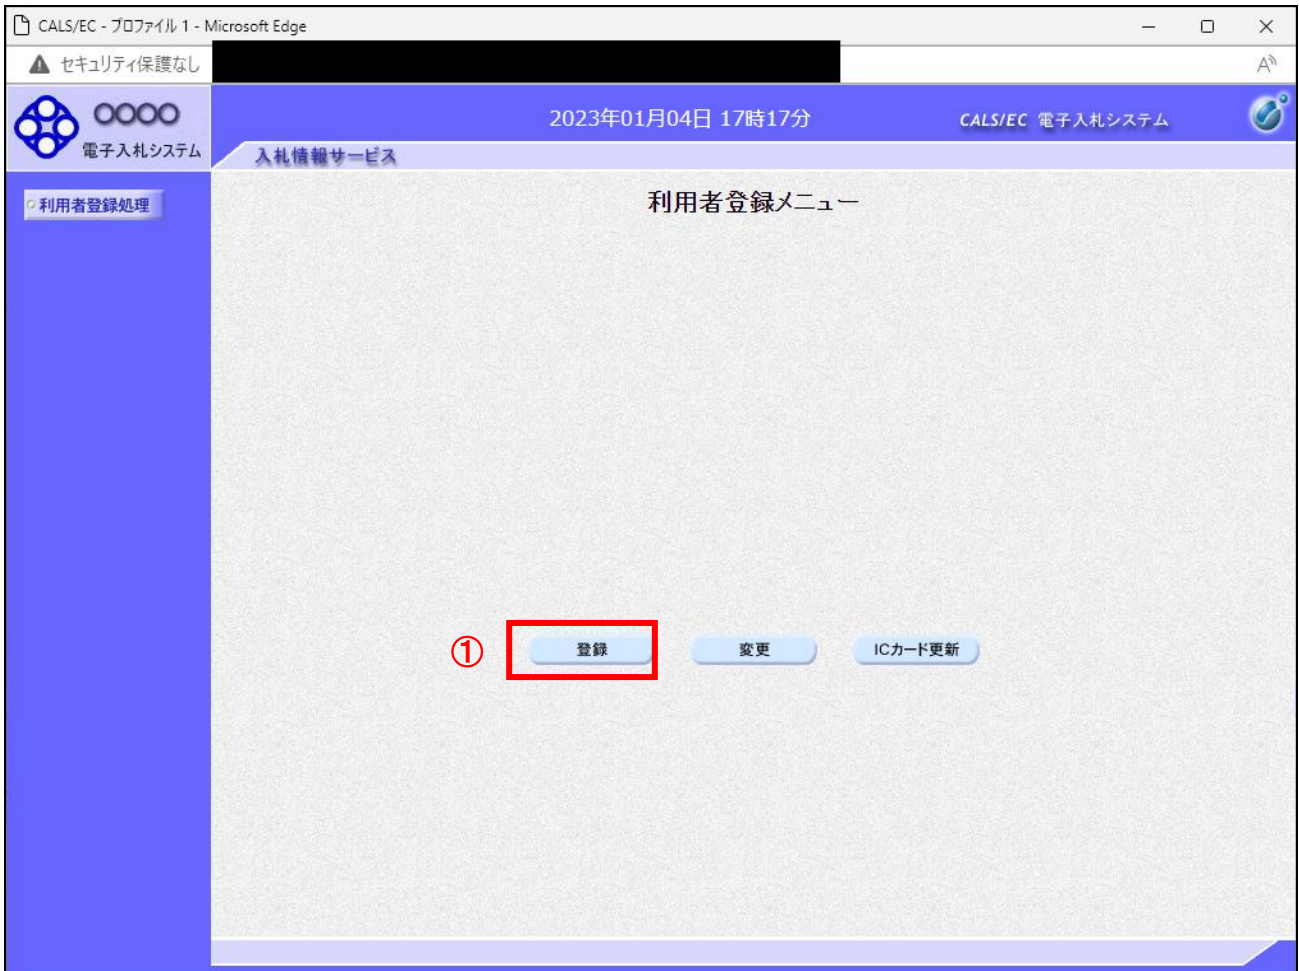 CALS/EC - プロファイル 1 - Microsoft Edge
セキュリティ保護なし
○○○○
電子入札システム
2023年01月04日 17時17分
CALS/EC 電子入札システム
入札情報サービス
利用者登録処理
利用者登録メニュー
① 登録 変更 ICカード更新